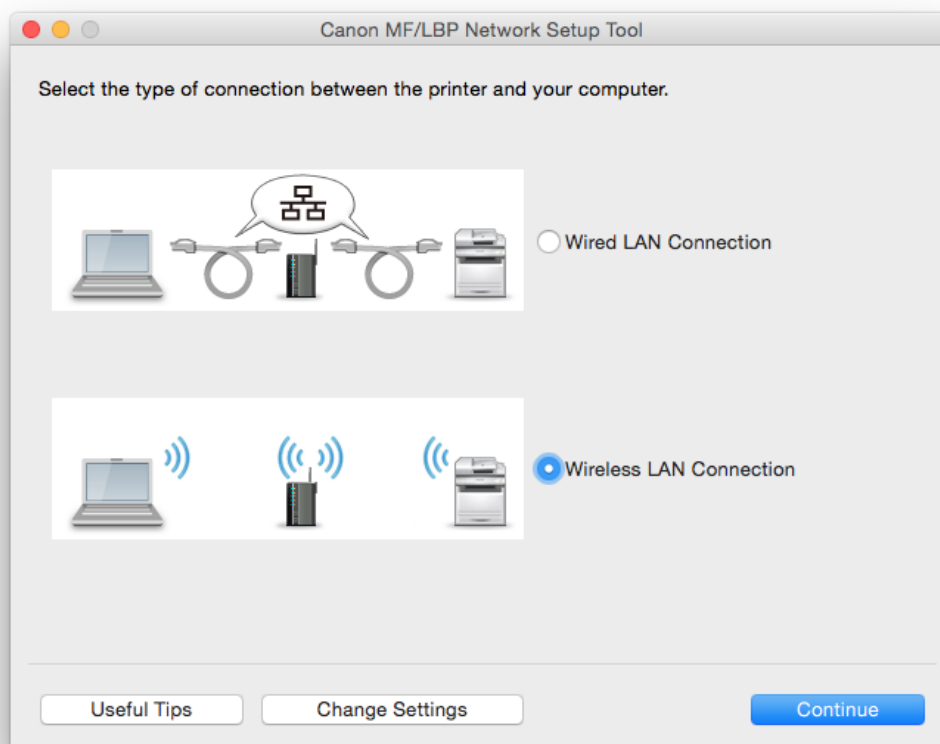 Canon MF/LBP Network Setup Tool
Select the type of connection between the printer and your computer.
Wired LAN Connection
Wireless LAN Connection
Useful Tips
Change Settings
Continue